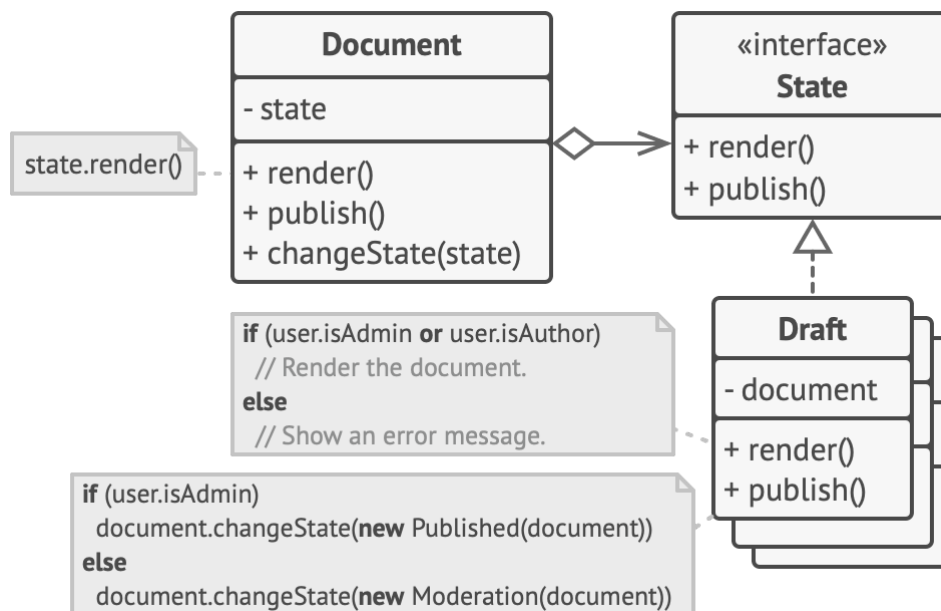 Document
- state
+ render()
+ publish()
+ changeState(state)
state.render()
«interface»
State
+ render()
+ publish()
Draft
- document
+ render()
+ publish()
if (user.isAdmin or user.isAuthor)
// Render the document.
else
// Show an error message.
if (user.isAdmin)
document.changeState(new Published(document))
else
document.changeState(new Moderation(document))